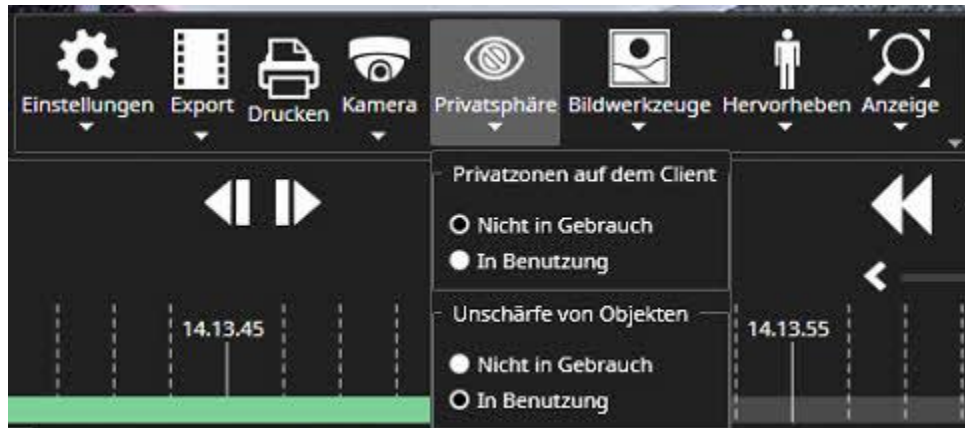 Einstellungen Export Drucken Kamera Privatsphäre Bildwerkzeuge Hervorheben Anzeige
Privatzonen auf dem Client
Nicht in Gebrauch
In Benutzung
Unschärfe von Objekten
14.13.45
14.13.55
Nicht in Gebrauch
In Benutzung